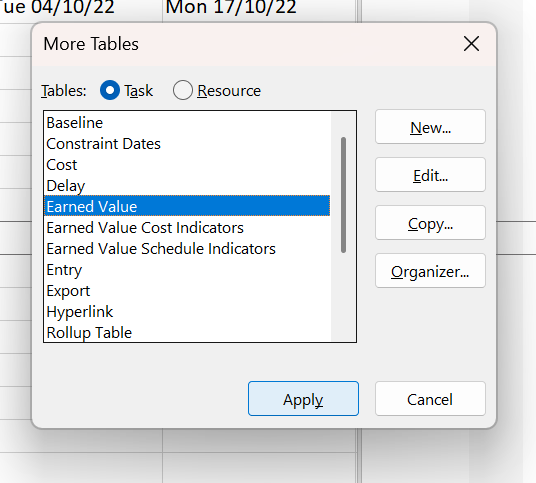 Tue 04/10/22 Mon 17/10/22
More Tables
Tables: Task Resource
Baseline
Constraint Dates
Cost
Delay
Earned Value
Earned Value Cost Indicators
Earned Value Schedule Indicators
Entry
Export
Hyperlink
Rollup Table
New...
Edit...
Copy...
Organizer...
Apply Cancel